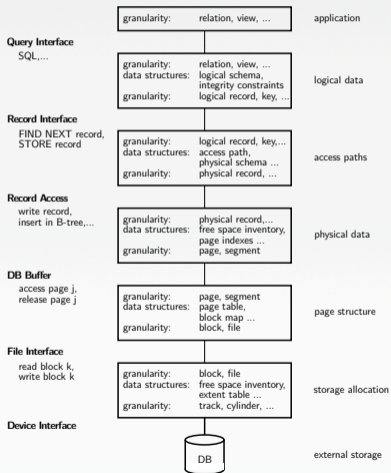 granularity: relation, view, ... application
Query Interface
SQL,...
granularity: relation, view, ...
data structures: logical schema,
integrity constraints
granularity: logical record, key, ...
logical data
Record Interface
FIND NEXT record,
STORE record
granularity: logical record, key,...
data structures: access path,
physical schema ...
granularity: physical record, ...
access paths
Record Access
write record,
insert in B-tree,...
granularity: physical record,...
data structures: free space inventory,
page indexes ...
granularity: page, segment
physical data
DB Buffer
access page j,
release page j
granularity: page, segment
data structures: page table,
block map ...
granularity: block, file
page structure
File Interface
read block k,
write block k
granularity: block, file
data structures: free space inventory,
extent table ...
granularity: track, cylinder, ...
storage allocation
Device Interface
DB
external storage